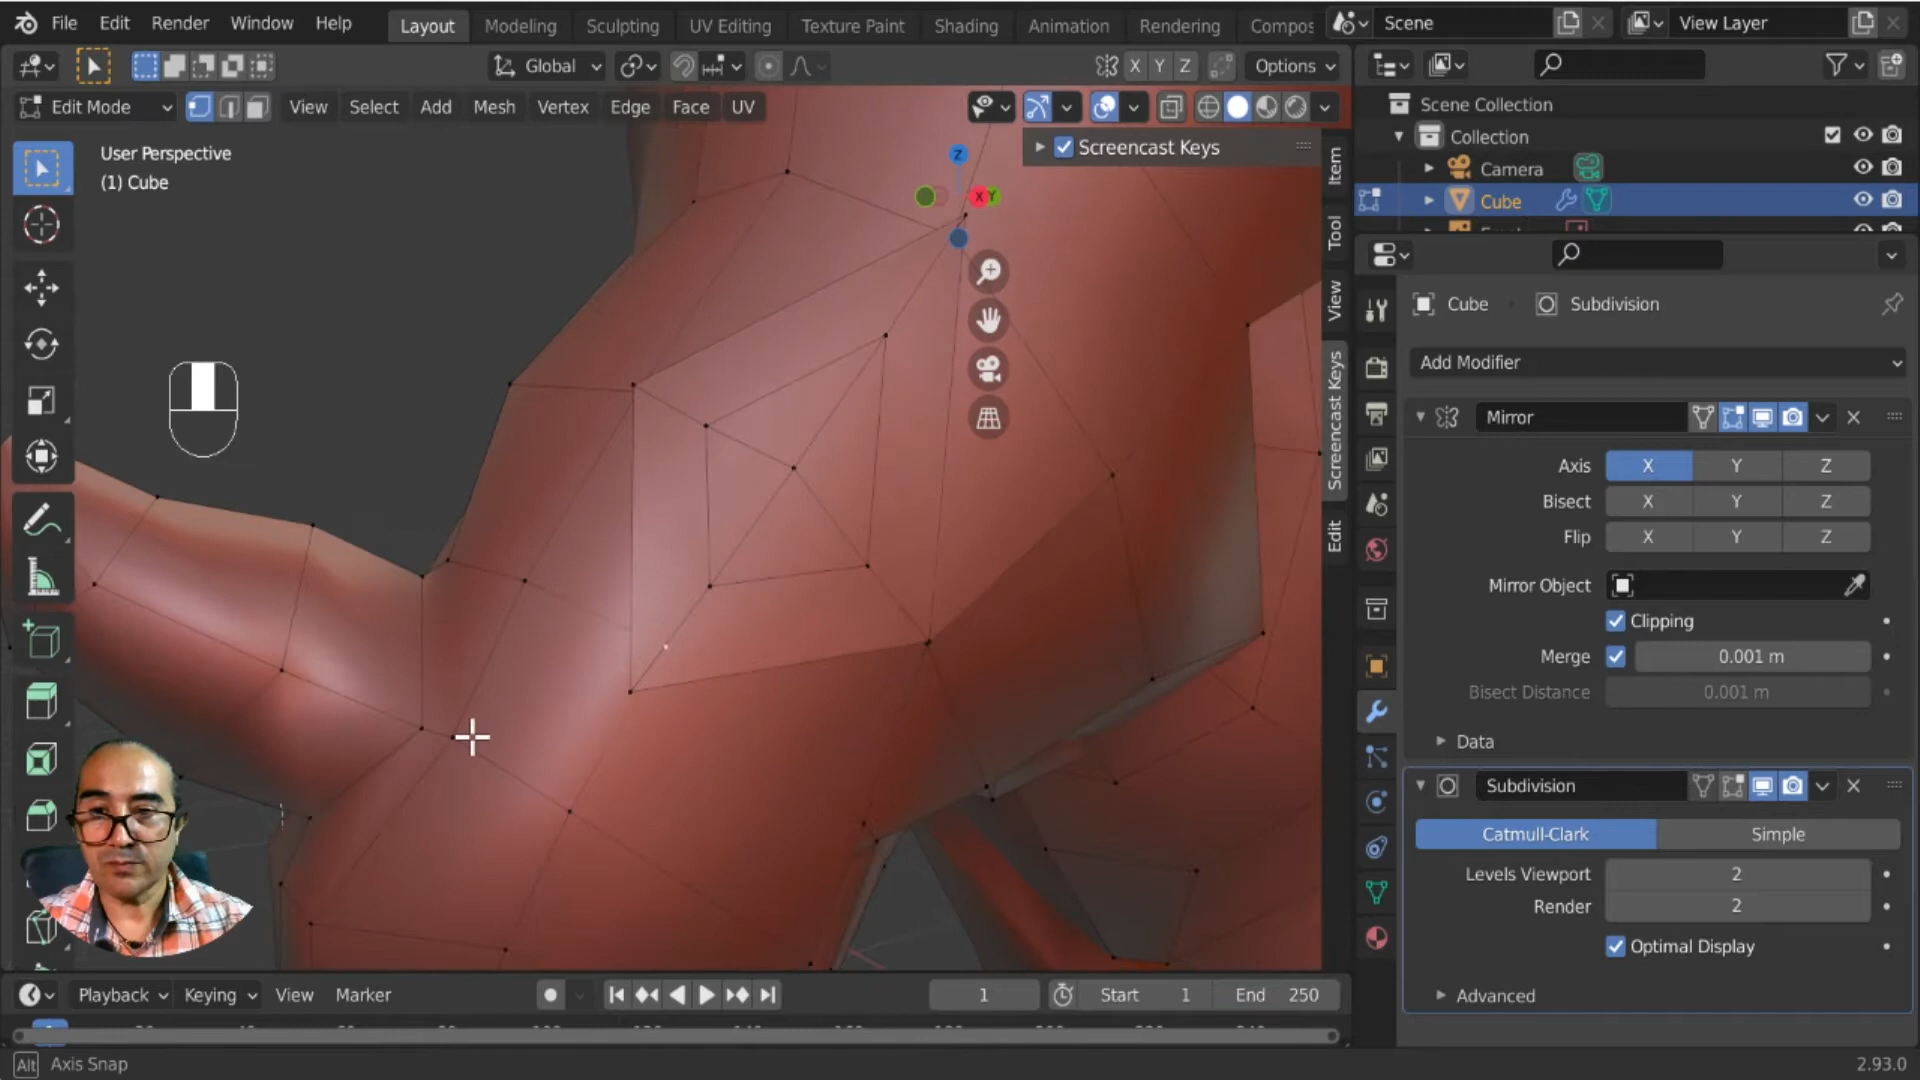 File Edit Render Window Help Layout Modeling Sculpting UV Editing Texture Paint Shading Animation Rendering Compos Scene View Layer
Global X Y Z Options
Edit Mode View Select Add Mesh Vertex Edge Face UV
User Perspective
(1) Cube
Screencast Keys
Z
X Y
Item
Tool
View
Screencast Keys
Edit
Scene Collection
Collection
Camera
Cube
Cube Subdivision
Add Modifier
Mirror
Axis X Y Z
Bisect X Y Z
Flip X Y Z
Mirror Object
Clipping
Merge 0.001 m
Bisect Distance 0.001 m
Data
Subdivision
Catmull-Clark Simple
Levels Viewport 2
Render 2
Optimal Display
Advanced
Playback Keying View Marker 1 Start 1 End 250
Alt Axis Snap 2.93.0